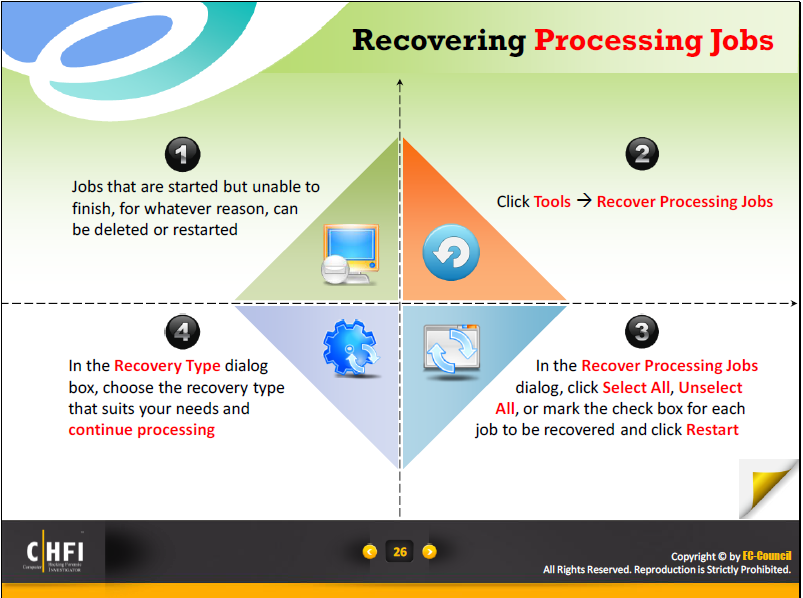 Recovering Processing Jobs
1
Jobs that are started but unable to
finish, for whatever reason, can
be deleted or restarted
2
Click Tools → Recover Processing Jobs
3
In the Recover Processing Jobs
dialog, click Select All, Unselect
All, or mark the check box for each
job to be recovered and click Restart
4
In the Recovery Type dialog
box, choose the recovery type
that suits your needs and
continue processing
CHFI
Computer Hacking Forensic
INVESTIGATOR
26
Copyright © by EC-Council
All Rights Reserved. Reproduction is Strictly Prohibited.